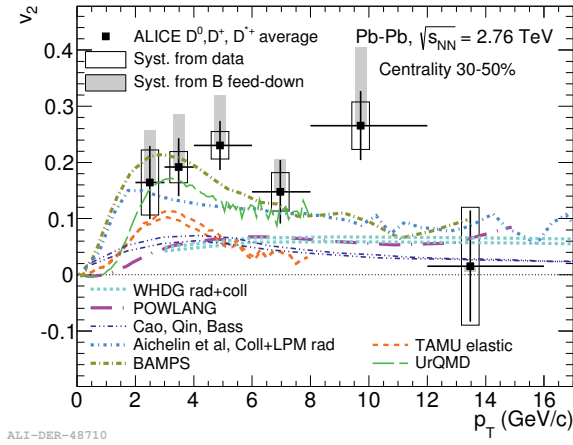 v2
ALICE D0,D+, D*+ average
Syst. from data
Syst. from B feed-down
Pb-Pb, √sNN = 2.76 TeV
Centrality 30-50%
0.4
0.3
0.2
0.1
0
-0.1
WHDG rad+coll
POWLANG
Cao, Qin, Bass
Aichelin et al, Coll+LPM rad
BAMPS
TAMU elastic
UrQMD
0 2 4 6 8 10 12 14 16
pT (GeV/c)
ALI-DER-48710